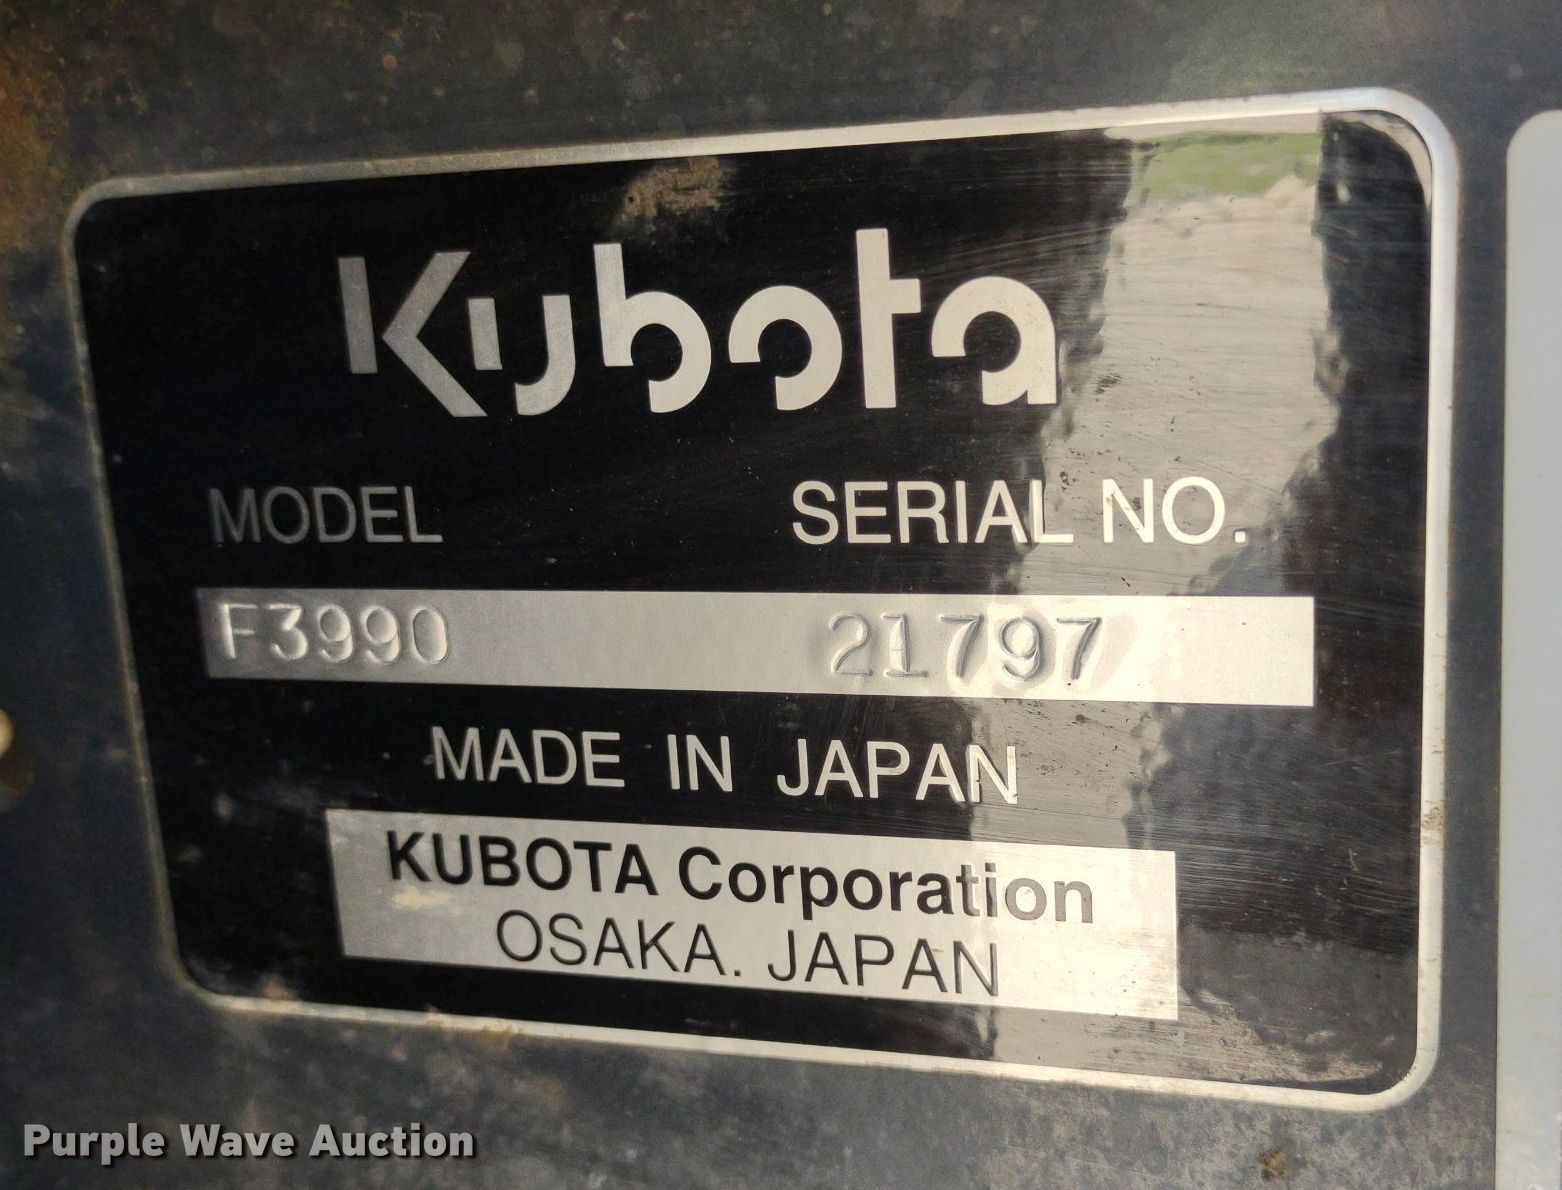 Kubota
MODEL SERIAL NO.
F3990 21797
MADE IN JAPAN
KUBOTA Corporation
OSAKA. JAPAN
Purple Wave Auction